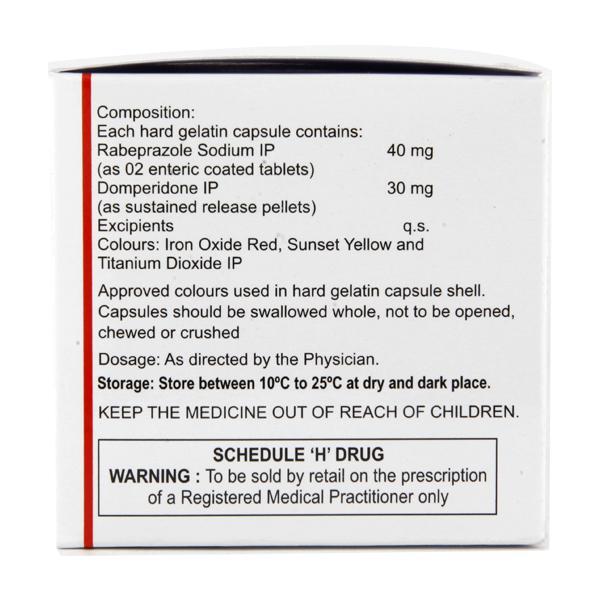 Composition:
Each hard gelatin capsule contains:
Rabeprazole Sodium IP 40 mg
(as 02 enteric coated tablets)
Domperidone IP 30 mg
(as sustained release pellets)
Excipients q.s.
Colours: Iron Oxide Red, Sunset Yellow and
Titanium Dioxide IP
Approved colours used in hard gelatin capsule shell.
Capsules should be swallowed whole, not to be opened,
chewed or crushed
Dosage: As directed by the Physician.
Storage: Store between 10ºC to 25ºC at dry and dark place.
KEEP THE MEDICINE OUT OF REACH OF CHILDREN.
SCHEDULE ‘H’ DRUG
WARNING : To be sold by retail on the prescription
of a Registered Medical Practitioner only